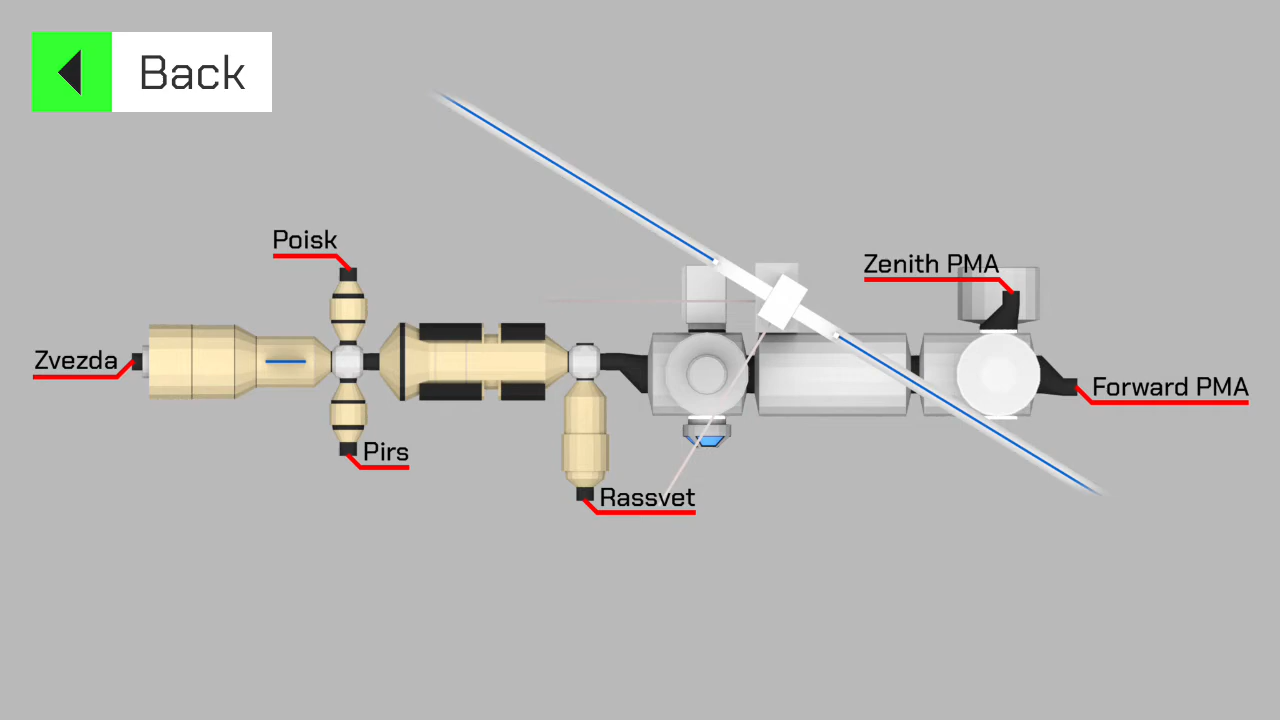 Back
Poisk
Zenith PMA
Zvezda
Forward PMA
Pirs
Rassvet